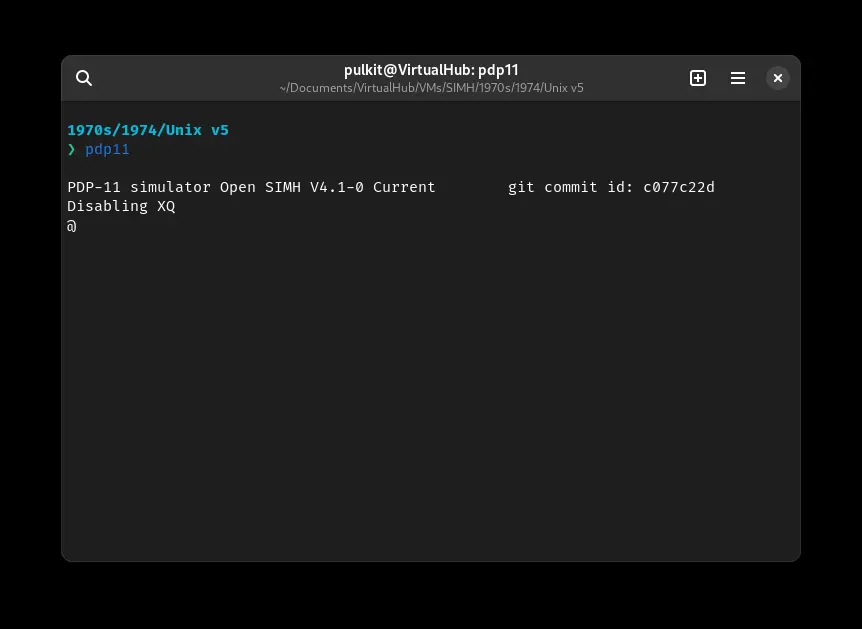 pulkit@VirtualHub: pdp11
~/Documents/VirtualHub/VMs/SIMH/1970s/1974/Unix v5
1970s/1974/Unix v5
❯ pdp11
PDP-11 simulator Open SIMH V4.1-0 Current        git commit id: c077c22d
Disabling XQ
@